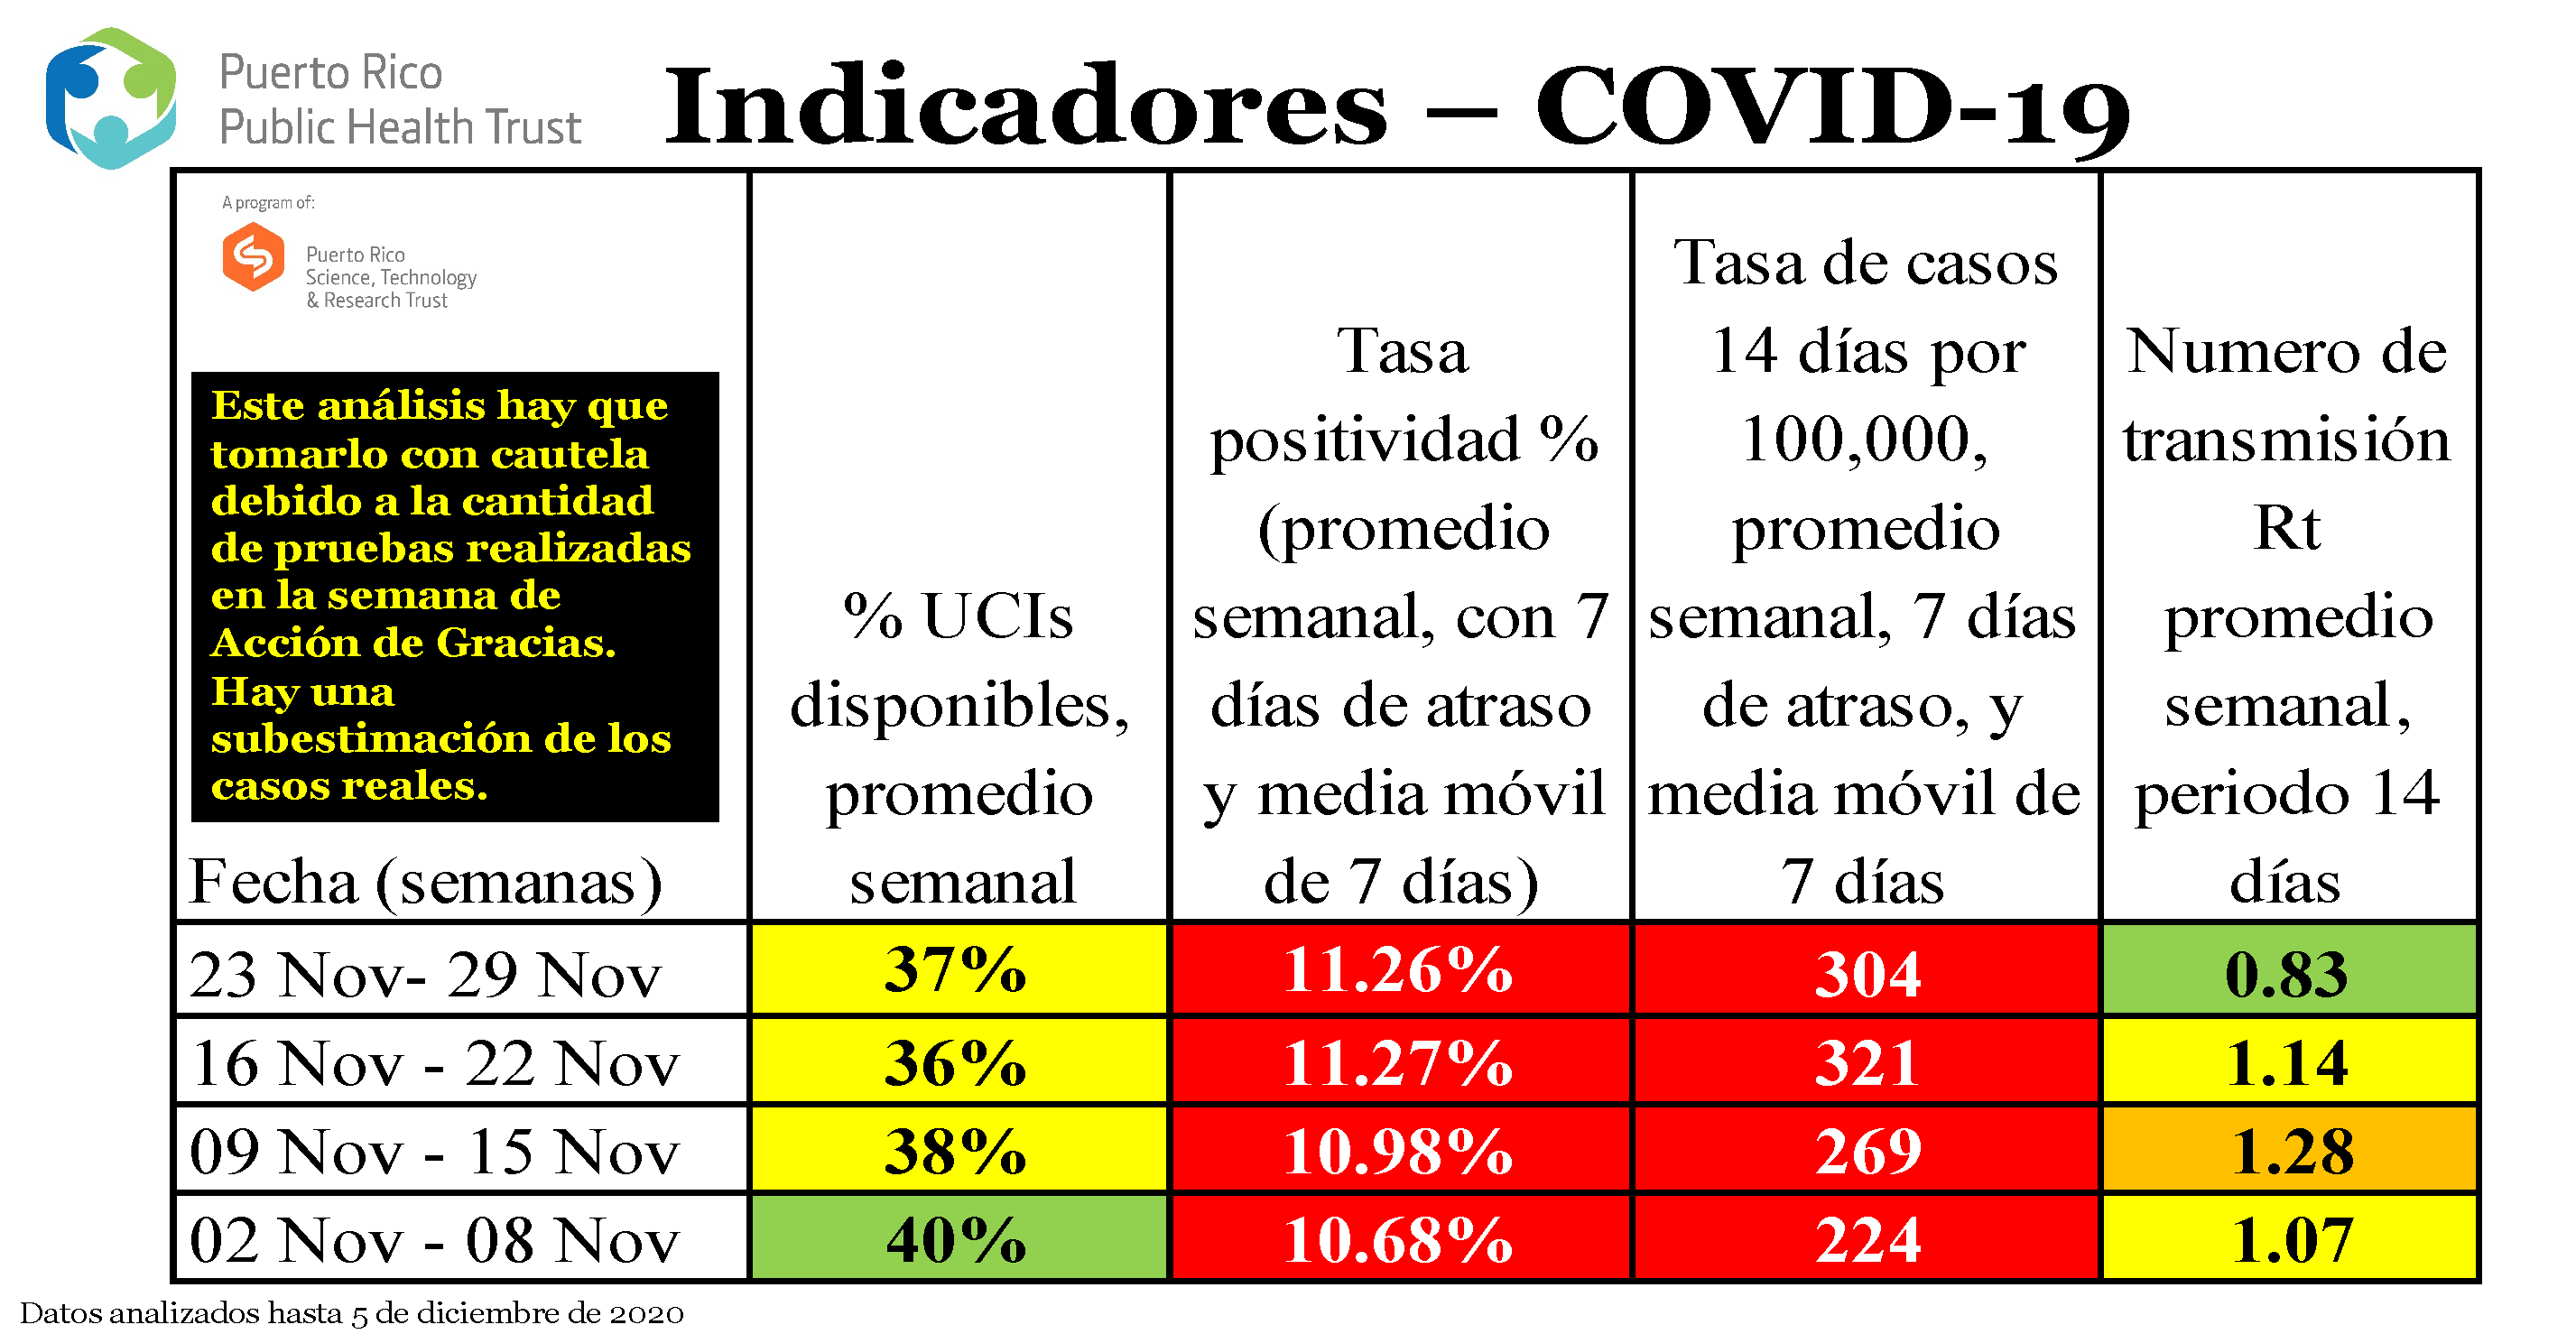 Puerto Rico
Public Health Trust
Indicadores – COVID-19
A program of:
Puerto Rico
Science, Technology
& Research Trust
Este análisis hay que
tomarlo con cautela
debido a la cantidad
de pruebas realizadas
en la semana de
Acción de Gracias.
Hay una
subestimación de los
casos reales.
Fecha (semanas)
% UCIs
disponibles,
promedio
semanal
Tasa
positividad %
(promedio
semanal, con 7
días de atraso
y media móvil
de 7 días)
Tasa de casos
14 días por
100,000,
promedio
semanal, 7 días
de atraso, y
media móvil de
7 días
Numero de
transmisión
Rt
promedio
semanal,
periodo 14
días
23 Nov- 29 Nov 37% 11.26% 304 0.83
16 Nov - 22 Nov 36% 11.27% 321 1.14
09 Nov - 15 Nov 38% 10.98% 269 1.28
02 Nov - 08 Nov 40% 10.68% 224 1.07
Datos analizados hasta 5 de diciembre de 2020